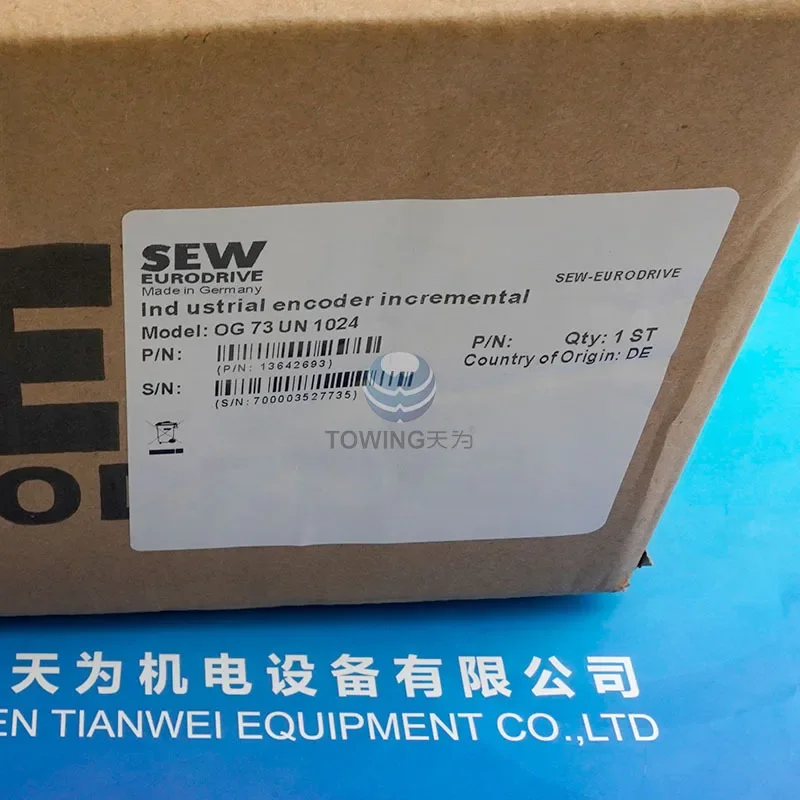 SEW
EURODRIVE
Made in Germany
SEW-EURODRIVE
Ind ustrial encoder incremental
Model: OG 73 UN 1024
P/N:
(P/N: 13642693)
P/N:
Qty: 1 ST
Country of Origin: DE
S/N:
(S/N: 700003527735)
TOWING天为
天为机电设备有限公司
EN TIANWEI EQUIPMENT CO.,LTD